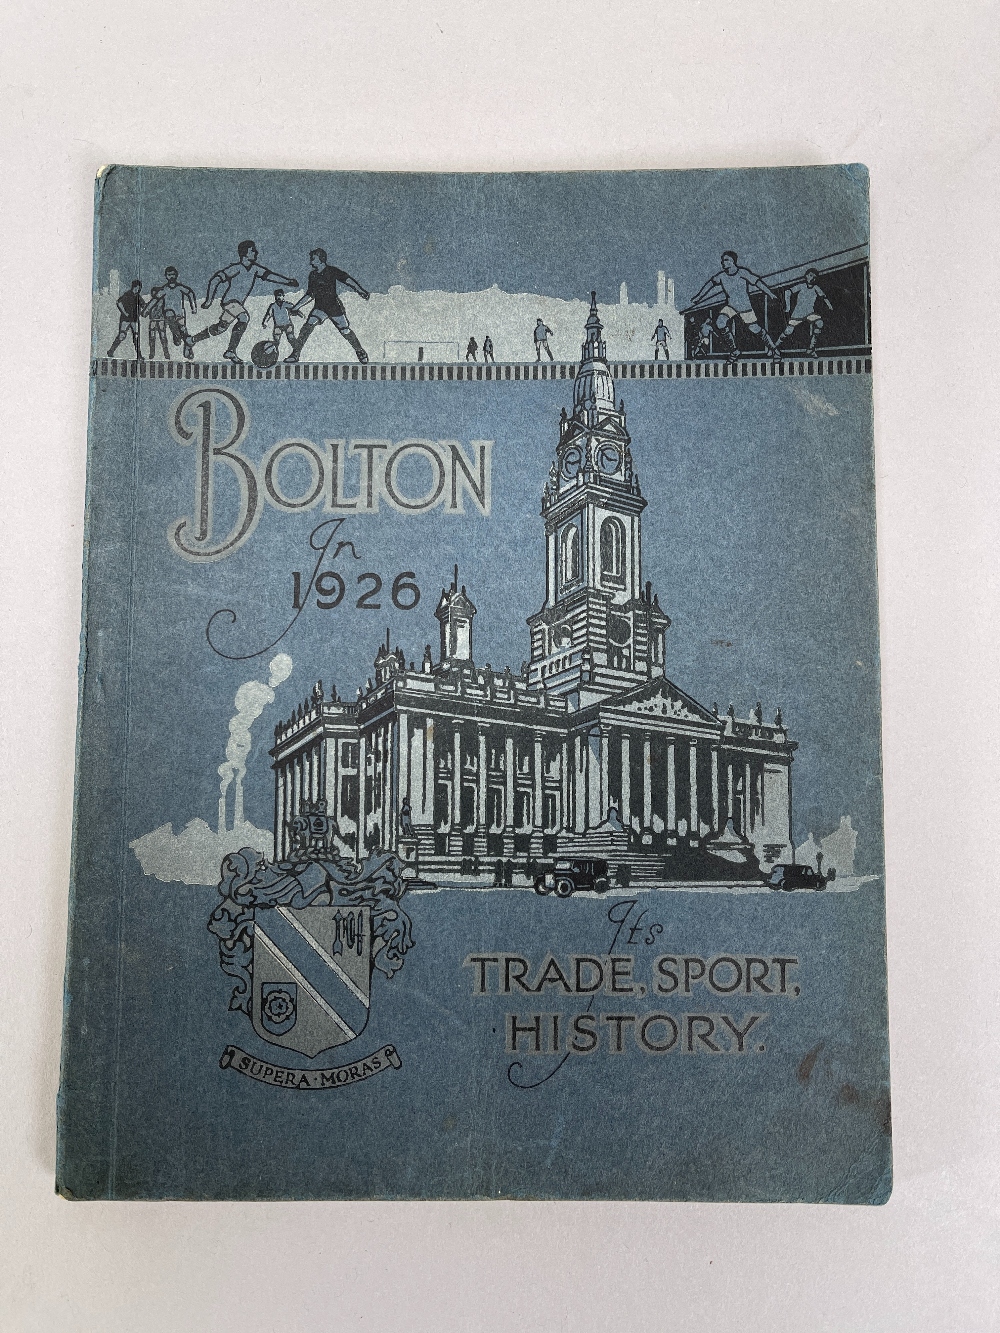 BOLTON
In
1926
Its
TRADE, SPORT,
HISTORY.
SUPERA · MORAS